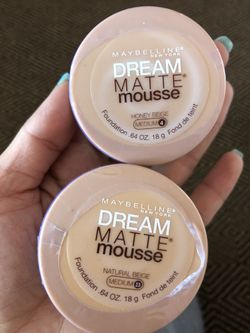 MAYBELLINE
NEW YORK
DREAM
MATTE®
mousse
HONEY BEIGE
MEDIUM 4
Foundation .64 OZ. 18 g Fond de teint
MAYBELLINE
NEW YORK
DREAM
MATTE®
mousse
NATURAL BEIGE
MEDIUM
Foundation .64 OZ. 18 g Fond de teint